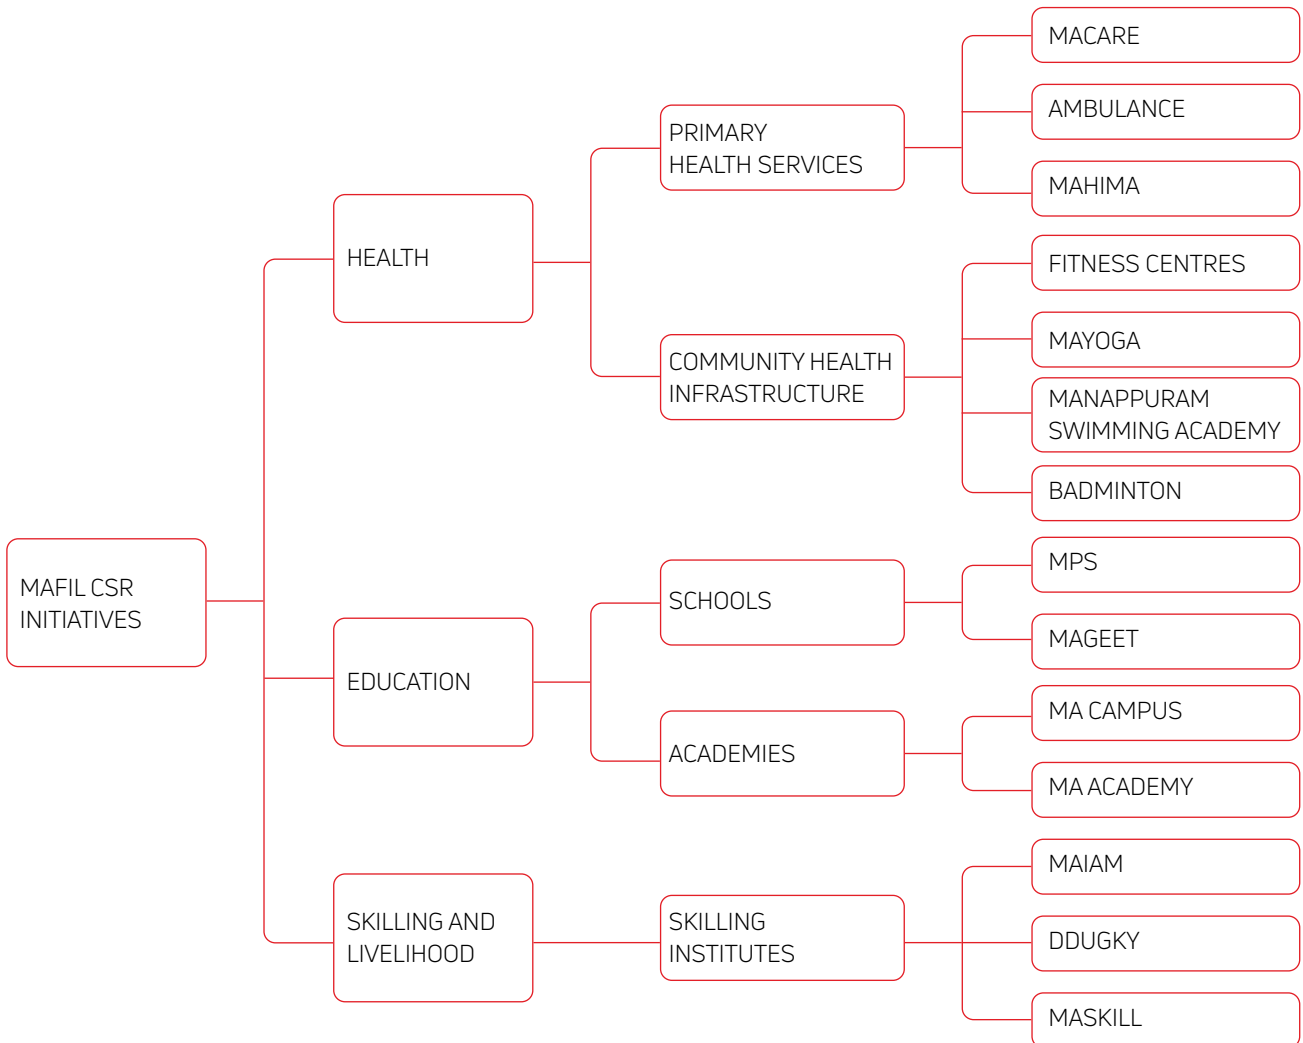 MAFIL CSR
INITIATIVES
HEALTH
PRIMARY
HEALTH SERVICES
MACARE
AMBULANCE
MAHIMA
COMMUNITY HEALTH
INFRASTRUCTURE
FITNESS CENTRES
MAYOGA
MANAPPURAM
SWIMMING ACADEMY
BADMINTON
EDUCATION
SCHOOLS
MPS
MAGEET
ACADEMIES
MA CAMPUS
MA ACADEMY
SKILLING AND
LIVELIHOOD
SKILLING
INSTITUTES
MAIAM
DDUGKY
MASKILL